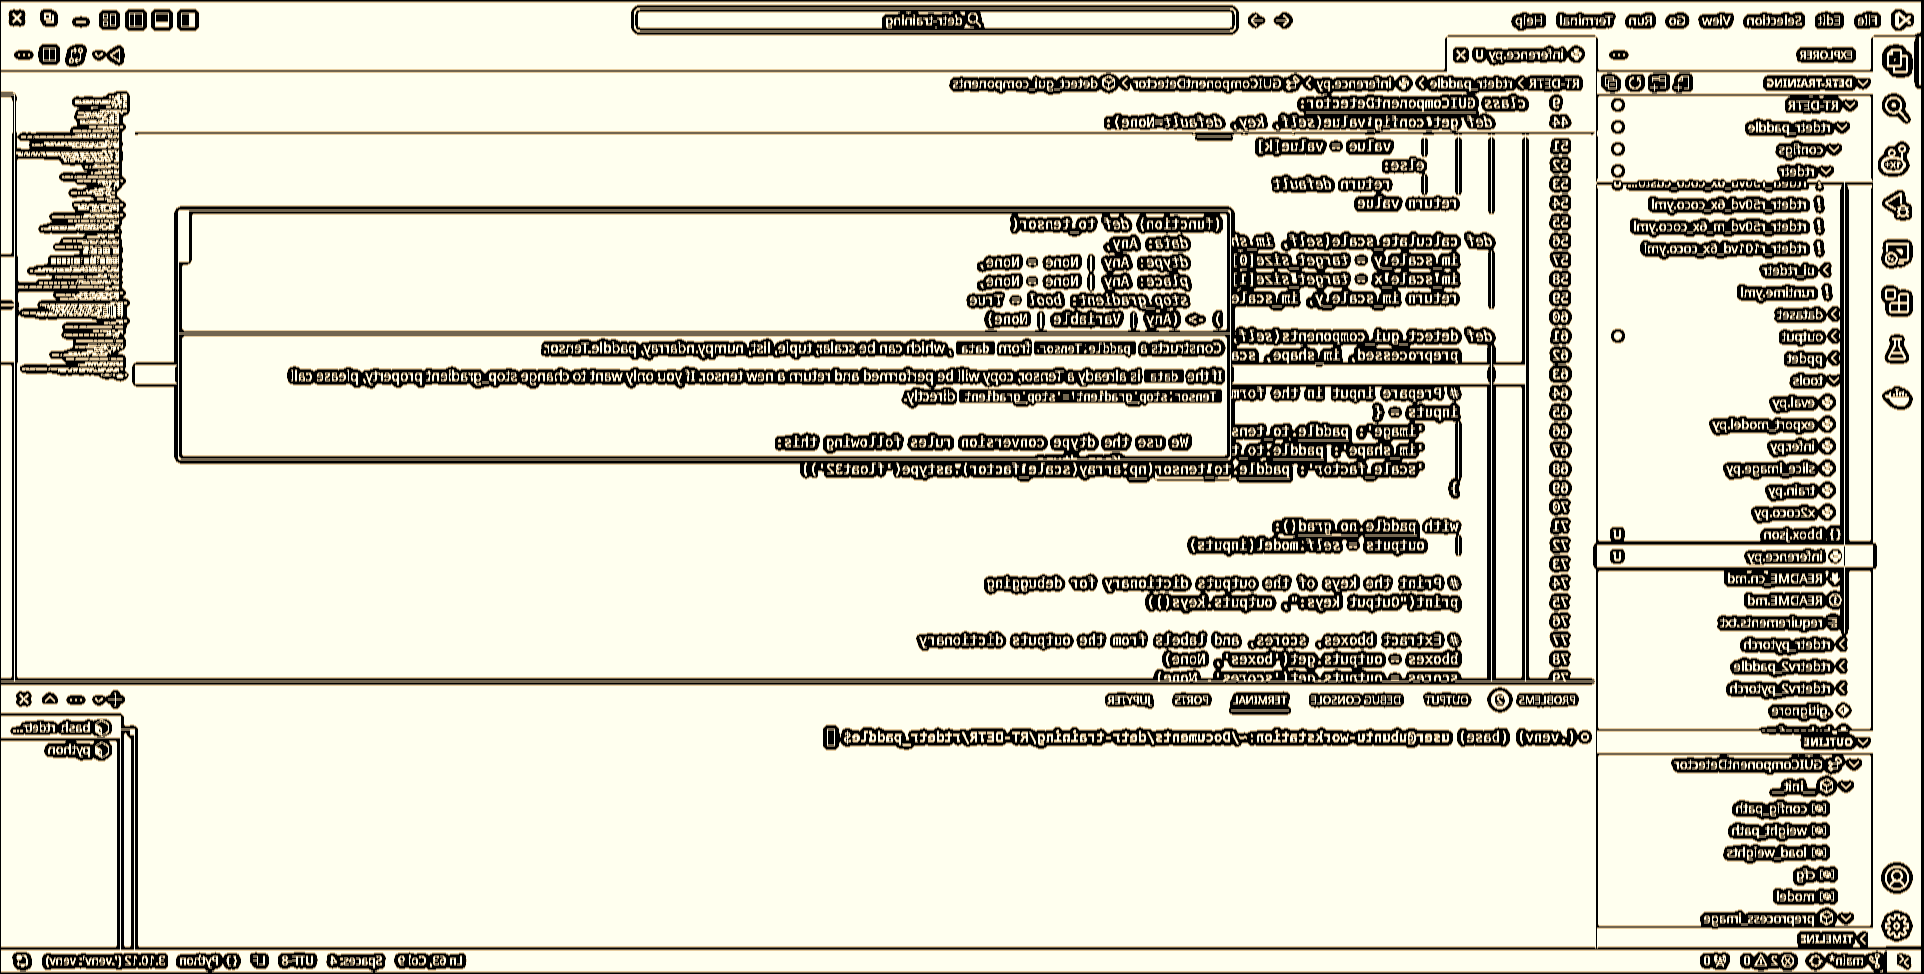 File Edit Selection View Go Run Terminal Help
detr-training
EXPLORER
DETR-TRAINING
RT-DETR
rtdetr_paddle
configs
rtdetr
rtdetr_r50vd_6x_coco.yml
rtdetr_r50vd_m_6x_coco.yml
rtdetr_r101vd_6x_coco.yml
ui_rtdetr
runtime.yml
dataset
output
ppdet
tools
eval.py
export_model.py
infer.py
slice_image.py
train.py
x2coco.py
{} bbox.json U
inference.py U
README_cn.md
README.md
requirements.txt
rtdetr_pytorch
rtdetrv2_paddle
rtdetrv2_pytorch
.gitignore
OUTLINE
GUIComponentDetector
__init__
config_path
weight_path
load_weights
cfg
model
preprocess_image
TIMELINE
inference.py U
RT-DETR > rtdetr_paddle > inference.py > GUIComponentDetector > detect_gui_components
9 class GUIComponentDetector:
44 def get_config_value(self, key, default=None):
51 value = value[k]
52 else:
53 return default
54 return value
55
56 def calculate_scale(self, im_s
57 im_scale_y = target_size[0]
58 im_scale_x = target_size[1]
59 return im_scale_y, im_scale
60
61 def detect_gui_components(self
62 preprocessed, im_shape, sca
63
64 # Prepare input in the form
65 inputs = {
66 'image': paddle.to_tens
67 'im_shape': paddle.to_t
68 'scale_factor': paddle.to_tensor(np.array(scale_factor).astype('float32'))
69 }
70
71 with paddle.no_grad():
72 outputs = self.model(inputs)
73
74 # Print the keys of the outputs dictionary for debugging
75 print("Output keys:", outputs.keys())
76
77 # Extract bboxes, scores, and labels from the outputs dictionary
78 bboxes = outputs.get('boxes', None)
79 scores = outputs.get('scores', None)
(function) def to_tensor(
data: Any,
dtype: Any | None = None,
place: Any | None = None,
stop_gradient: bool = True
) -> (Any | Variable | None)
Constructs a paddle.Tensor from data , which can be scalar, tuple, list, numpy.ndarray, paddle.Tensor.
If the data is already a Tensor, copy will be performed and return a new tensor. If you only want to change stop_gradient property, please call
Tensor.stop_gradient = stop_gradient directly.
We use the dtype conversion rules following this:
PROBLEMS 2 OUTPUT DEBUG CONSOLE TERMINAL PORTS JUPYTER
(.venv) (base) user@ubuntu-workstation:~/Documents/detr-training/RT-DETR/rtdetr_paddle$
bash rtdetr...
python
main* 2 0 0
Ln 63, Col 9 Spaces: 4 UTF-8 LF {} Python 3.10.12 ('.venv': venv)